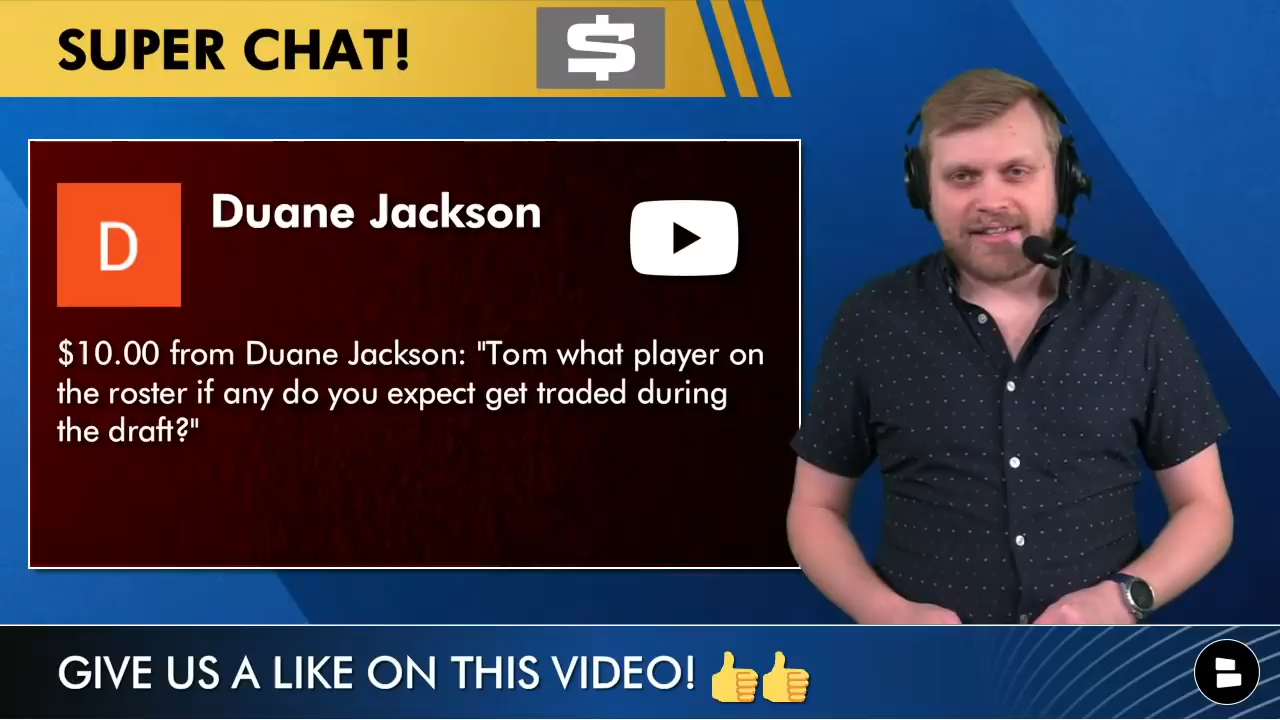 SUPER CHAT!
D
Duane Jackson
$10.00 from Duane Jackson: "Tom what player on
the roster if any do you expect get traded during
the draft?"
GIVE US A LIKE ON THIS VIDEO! 👍👍